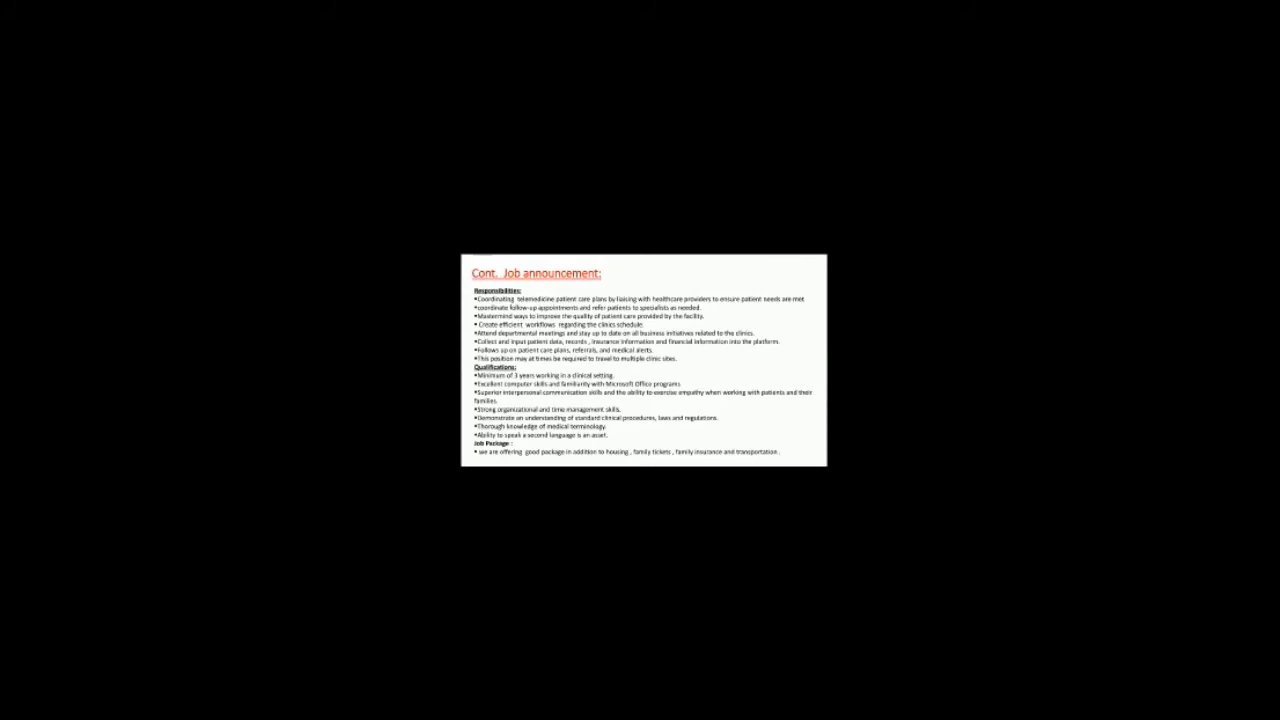 Cont.  Job announcement:
Responsibilities:
▪Coordinating  telemedicine patient care plans by liaising with healthcare providers to ensure patient needs are met
▪coordinate follow-up appointments and refer patients to specialists as needed.
▪Mastermind ways to improve the quality of patient care provided by the facility.
▪ Create efficient  workflows  regarding the clinics schedule.
▪Attend departmental meetings and stay up to date on all business initiatives related to the clinics.
▪Collect and input patient data, records , insurance information and financial information into the platform.
▪Follows up on patient care plans, referrals, and medical alerts.
▪This position may at times be required to travel to multiple clinic sites.
Qualifications:
▪Minimum of 3 years working in a clinical setting.
▪Excellent computer skills and familiarity with Microsoft Office programs
▪Superior interpersonal communication skills and the ability to exercise empathy when working with patients and their
families.
▪Strong organizational and time management skills.
▪Demonstrate an understanding of standard clinical procedures, laws and regulations.
▪Thorough knowledge of medical terminology.
▪Ability to speak a second language is an asset.
Job Package :
▪ we are offering  good package in addition to housing , family tickets , family insurance and transportation .